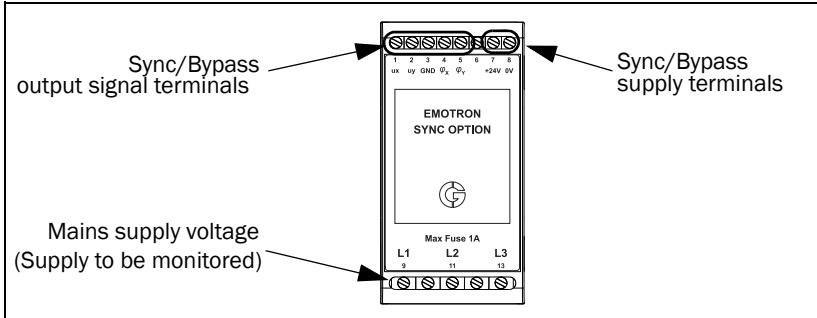 Sync/Bypass
output signal terminals
Sync/Bypass
supply terminals
1 2 3 4 5 6 7 8
ux uy GND φX φY +24V 0V
EMOTRON
SYNC OPTION
Mains supply voltage
(Supply to be monitored)
Max Fuse 1A
L1 L2 L3
9 11 13